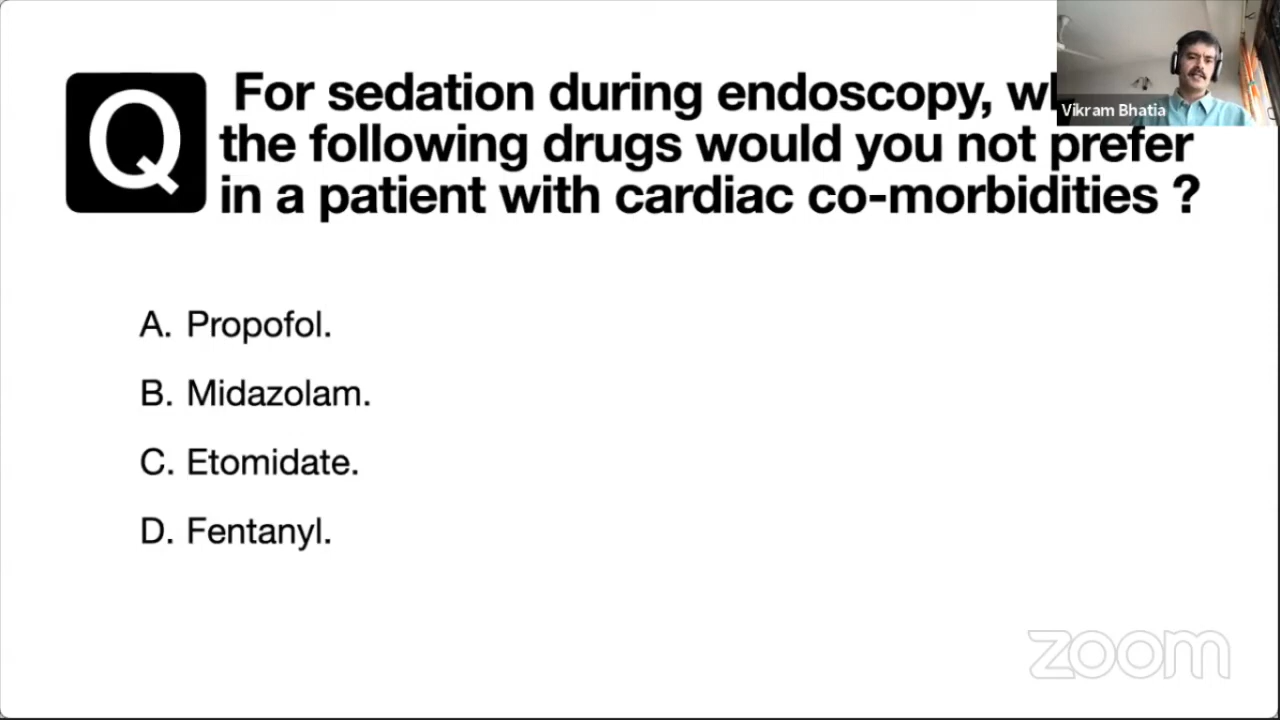 Q
For sedation during endoscopy,
the following drugs would you not prefer
in a patient with cardiac co-morbidities ?
Vikram Bhatia
A. Propofol.
B. Midazolam.
C. Etomidate.
D. Fentanyl.
zoom